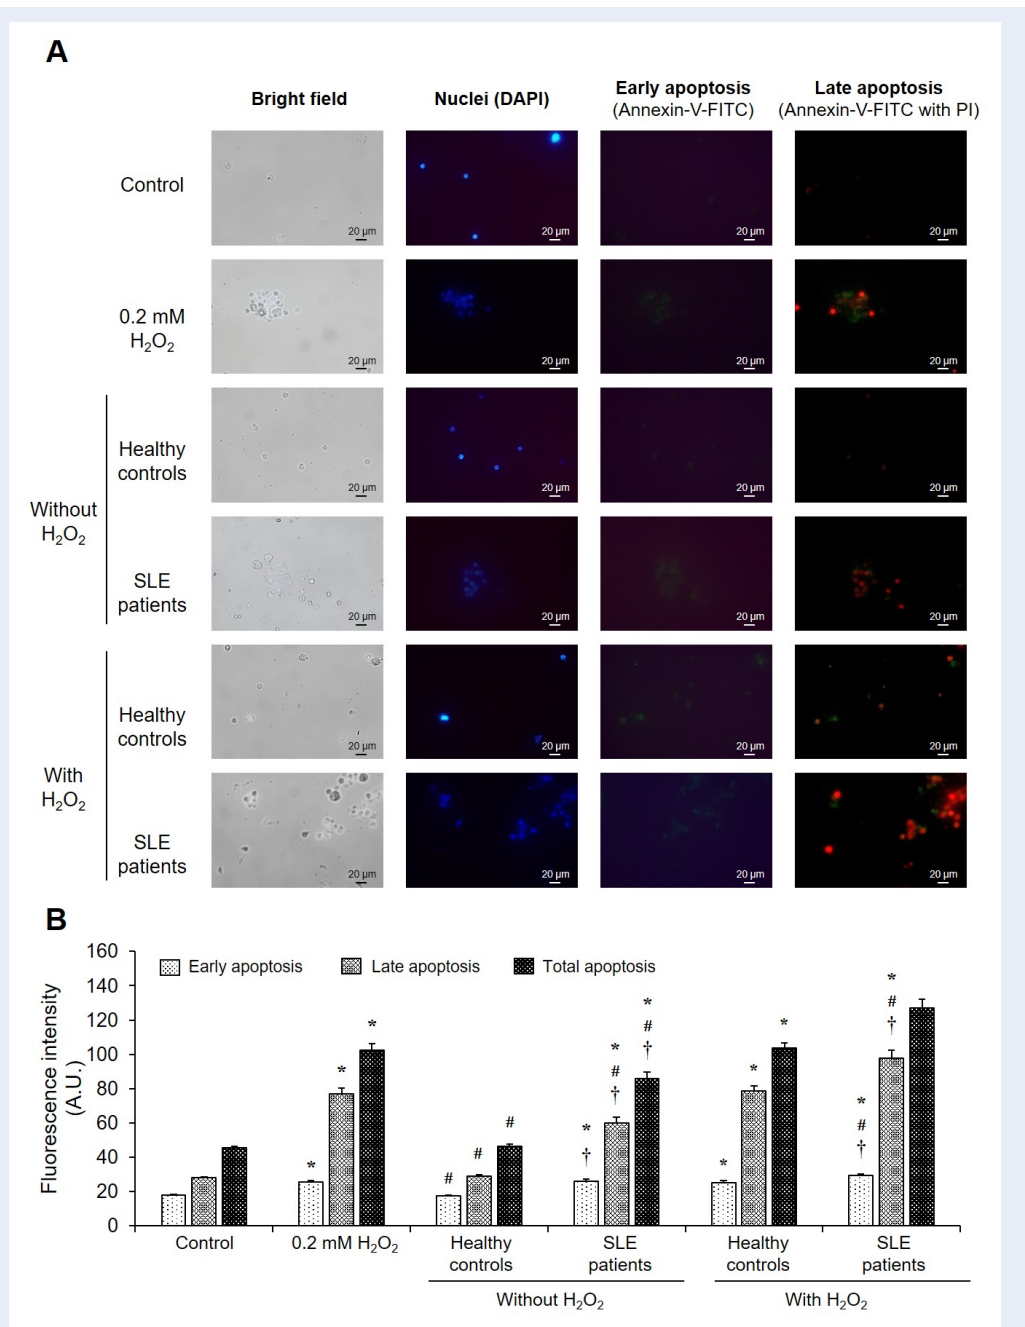 A
Bright field
Nuclei (DAPI)
Early apoptosis
(Annexin-V-FITC)
Late apoptosis
(Annexin-V-FITC with PI)
Control
20 µm
20 µm
20 µm
20 µm
0.2 mM
H₂O₂
20 µm
20 µm
20 µm
20 µm
Without
H₂O₂
Healthy
controls
20 µm
20 µm
20 µm
20 µm
SLE
patients
20 µm
20 µm
20 µm
20 µm
With
H₂O₂
Healthy
controls
20 µm
20 µm
20 µm
20 µm
SLE
patients
20 µm
20 µm
20 µm
20 µm
B
Fluorescence intensity
(A.U.)
160
140
120
100
80
60
40
20
0
Early apoptosis
Late apoptosis
Total apoptosis
*
*
*
#
#
#
*
†
*
#
†
*
#
†
*
*
*
*
#
†
*
#
†
Control
0.2 mM H₂O₂
Healthy
controls
SLE
patients
Healthy
controls
SLE
patients
Without H₂O₂
With H₂O₂